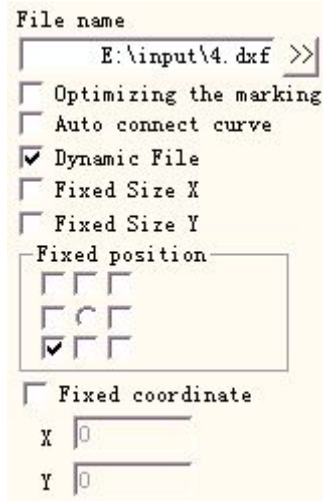 File name
E:\input\4.dxf >>
Optimizing the marking
Auto connect curve
Dynamic File
Fixed Size X
Fixed Size Y
Fixed position
Fixed coordinate
X 0
Y 0